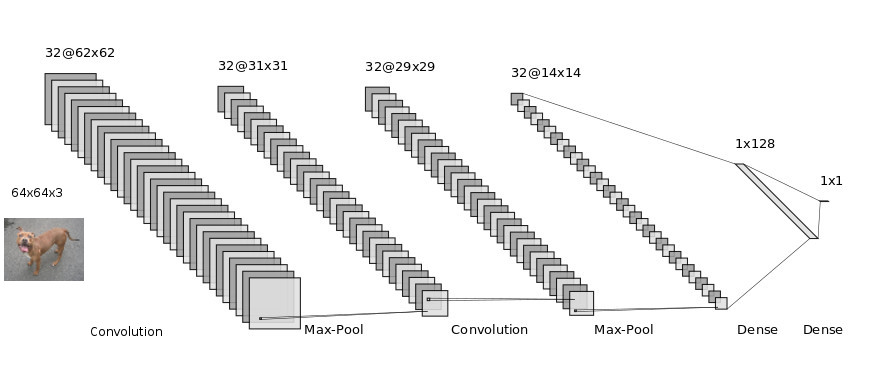 32@62x62
32@31x31
32@29x29
32@14x14
1x128
1x1
64x64x3
Convolution
Max-Pool
Convolution
Max-Pool
Dense
Dense